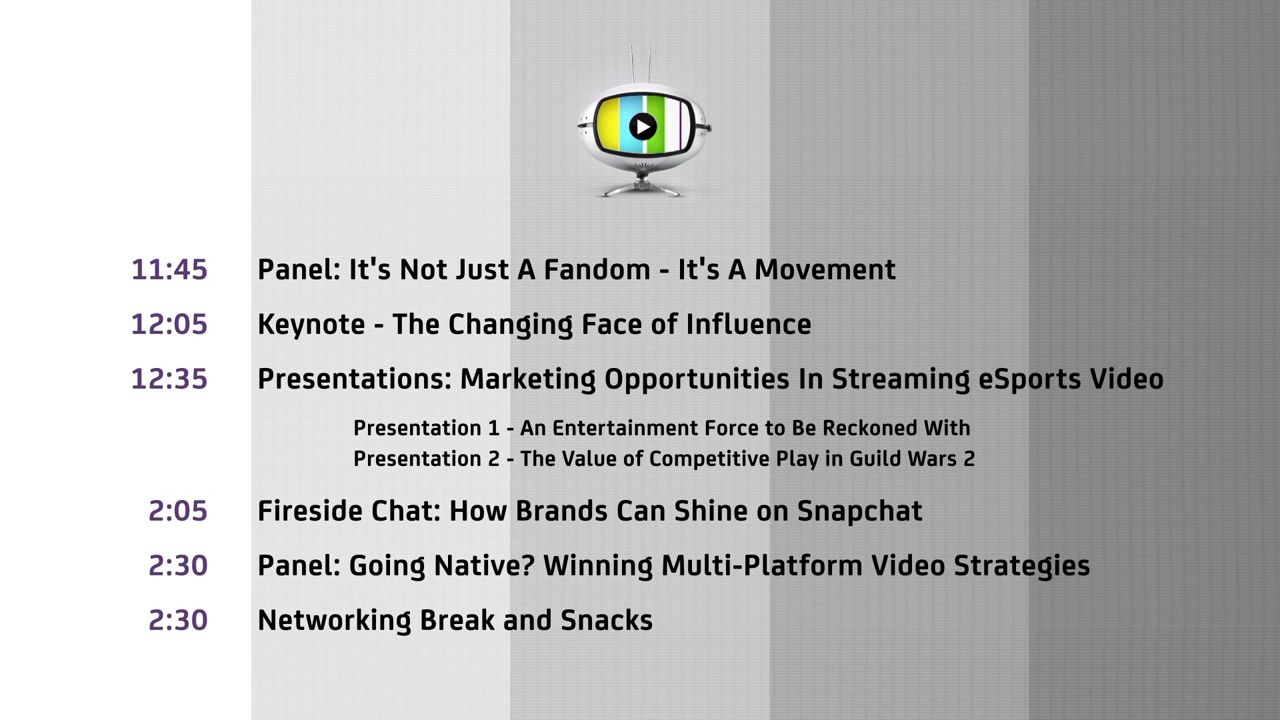 11:45 Panel: It's Not Just A Fandom - It's A Movement
12:05 Keynote - The Changing Face of Influence
12:35 Presentations: Marketing Opportunities In Streaming eSports Video
Presentation 1 - An Entertainment Force to Be Reckoned With
Presentation 2 - The Value of Competitive Play in Guild Wars 2
2:05 Fireside Chat: How Brands Can Shine on Snapchat
2:30 Panel: Going Native? Winning Multi-Platform Video Strategies
2:30 Networking Break and Snacks